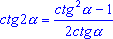 ctg2α = (ctg²α − 1) / (2ctgα)